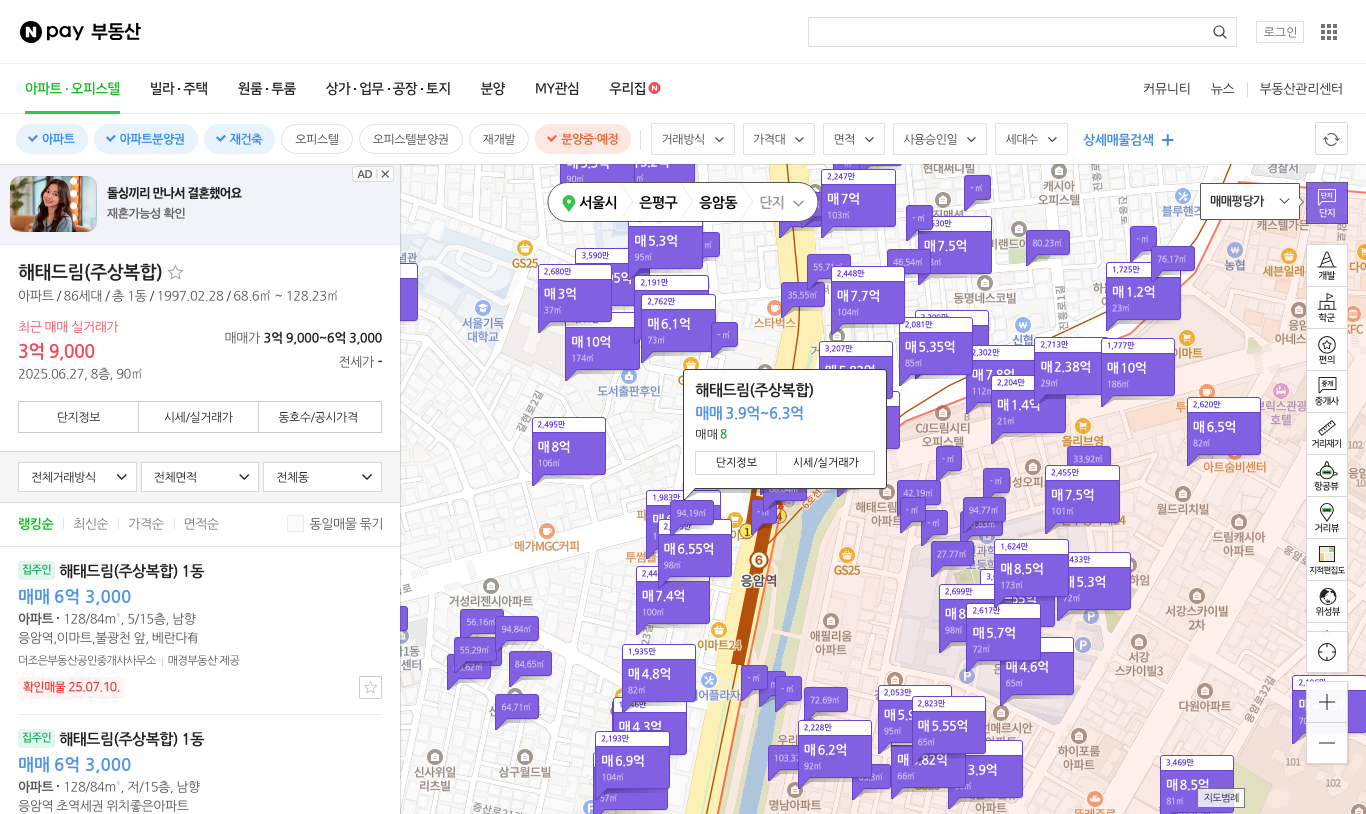 N pay 부동산
로그인
아파트 · 오피스텔
빌라 · 주택
원룸 · 투룸
상가 · 업무 · 공장 · 토지
분양
MY관심
우리집 N
커뮤니티
뉴스
부동산관리센터
아파트
아파트분양권
재건축
오피스텔
오피스텔분양권
재개발
분양중·예정
거래방식
가격대
면적
사용승인일
세대수
상세매물검색
AD
돌싱끼리 만나서 결혼했어요
재혼가능성 확인
해태드림(주상복합)
아파트 / 86세대 / 총 1동 / 1997.02.28 / 68.6㎡ ~ 128.23㎡
최근 매매 실거래가
3억 9,000
2025.06.27, 8층, 90㎡
매매가 3억 9,000~6억 3,000
전세가 -
단지정보
시세/실거래가
동호수/공시가격
전체거래방식
전체면적
전체동
랭킹순
최신순
가격순
면적순
동일매물 묶기
집주인 해태드림(주상복합) 1동
매매 6억 3,000
아파트 · 128/84m², 5/15층, 남향
응암역,이마트,불광천 앞, 베란다有
더조은부동산공인중개사사무소 | 매경부동산 제공
확인매물 25.07.10.
집주인 해태드림(주상복합) 1동
매매 6억 3,000
아파트 · 128/84m², 저/15층, 남향
응암역 초역세권 위치좋은아파트
서울시
은평구
응암동
단지
매매평당가
단지
개발
학군
편의
중개
중개사
거리재기
항공뷰
거리뷰
지적편집도
위성뷰
지도범례
해태드림(주상복합)
매매 3.9억~6.3억
매매 8
단지정보
시세/실거래가
2,247만
매7억
103㎡
매5.3억
95㎡
3,590만
2,680만
매3억
37㎡
2,191만
2,762만
매6.1억
73㎡
매10억
174㎡
2,448만
매7.7억
104㎡
매7.5억
46.54㎡
35.55㎡
80.23㎡
76.17㎡
1,725만
매1.2억
23㎡
2,081만
매5.35억
85㎡
3,207만
2,302만
2,713만
매2.38억
29㎡
1,777만
매10억
186㎡
2,204만
매1.4억
21㎡
2,620만
매6.5억
82㎡
2,495만
매8억
106㎡
33.92㎡
2,455만
매7.5억
101㎡
42.19㎡
94.77㎡
27.77㎡
1,983만
94.19㎡
매6.55억
98㎡
매7.4억
100㎡
1,624만
매8.5억
173㎡
매5.3억
72㎡
2,699만
98㎡
2,617만
매5.7억
72㎡
매4.6억
65㎡
56.16㎡
94.84㎡
55.29㎡
84.65㎡
64.71㎡
1,935만
매4.8억
82㎡
매4.3억
2,193만
매6.9억
104㎡
72.69㎡
2,228만
매6.2억
92㎡
2,053만
95㎡
2,823만
매5.55억
65㎡
66㎡
3.9억
3,469만
매8.5억
81㎡
GS25
서울기독
대학교
스타벅스
도서출판후인
메가MGC커피
거성리젠시아파트
신사위일
리츠빌
삼구월드빌
이마트24
응암역
GS25
애필리움
아파트
명남아파트
캐시아
오피스텔
동명네스코빌
신협
농협
이마트
CJ드림시티
오피스텔
올리브영
아트숨비센터
월드리치빌
드림캐시아
아파트
서강스카이빌
2차
서강
스카이빌3
다원아파트
하이포룸
아파트